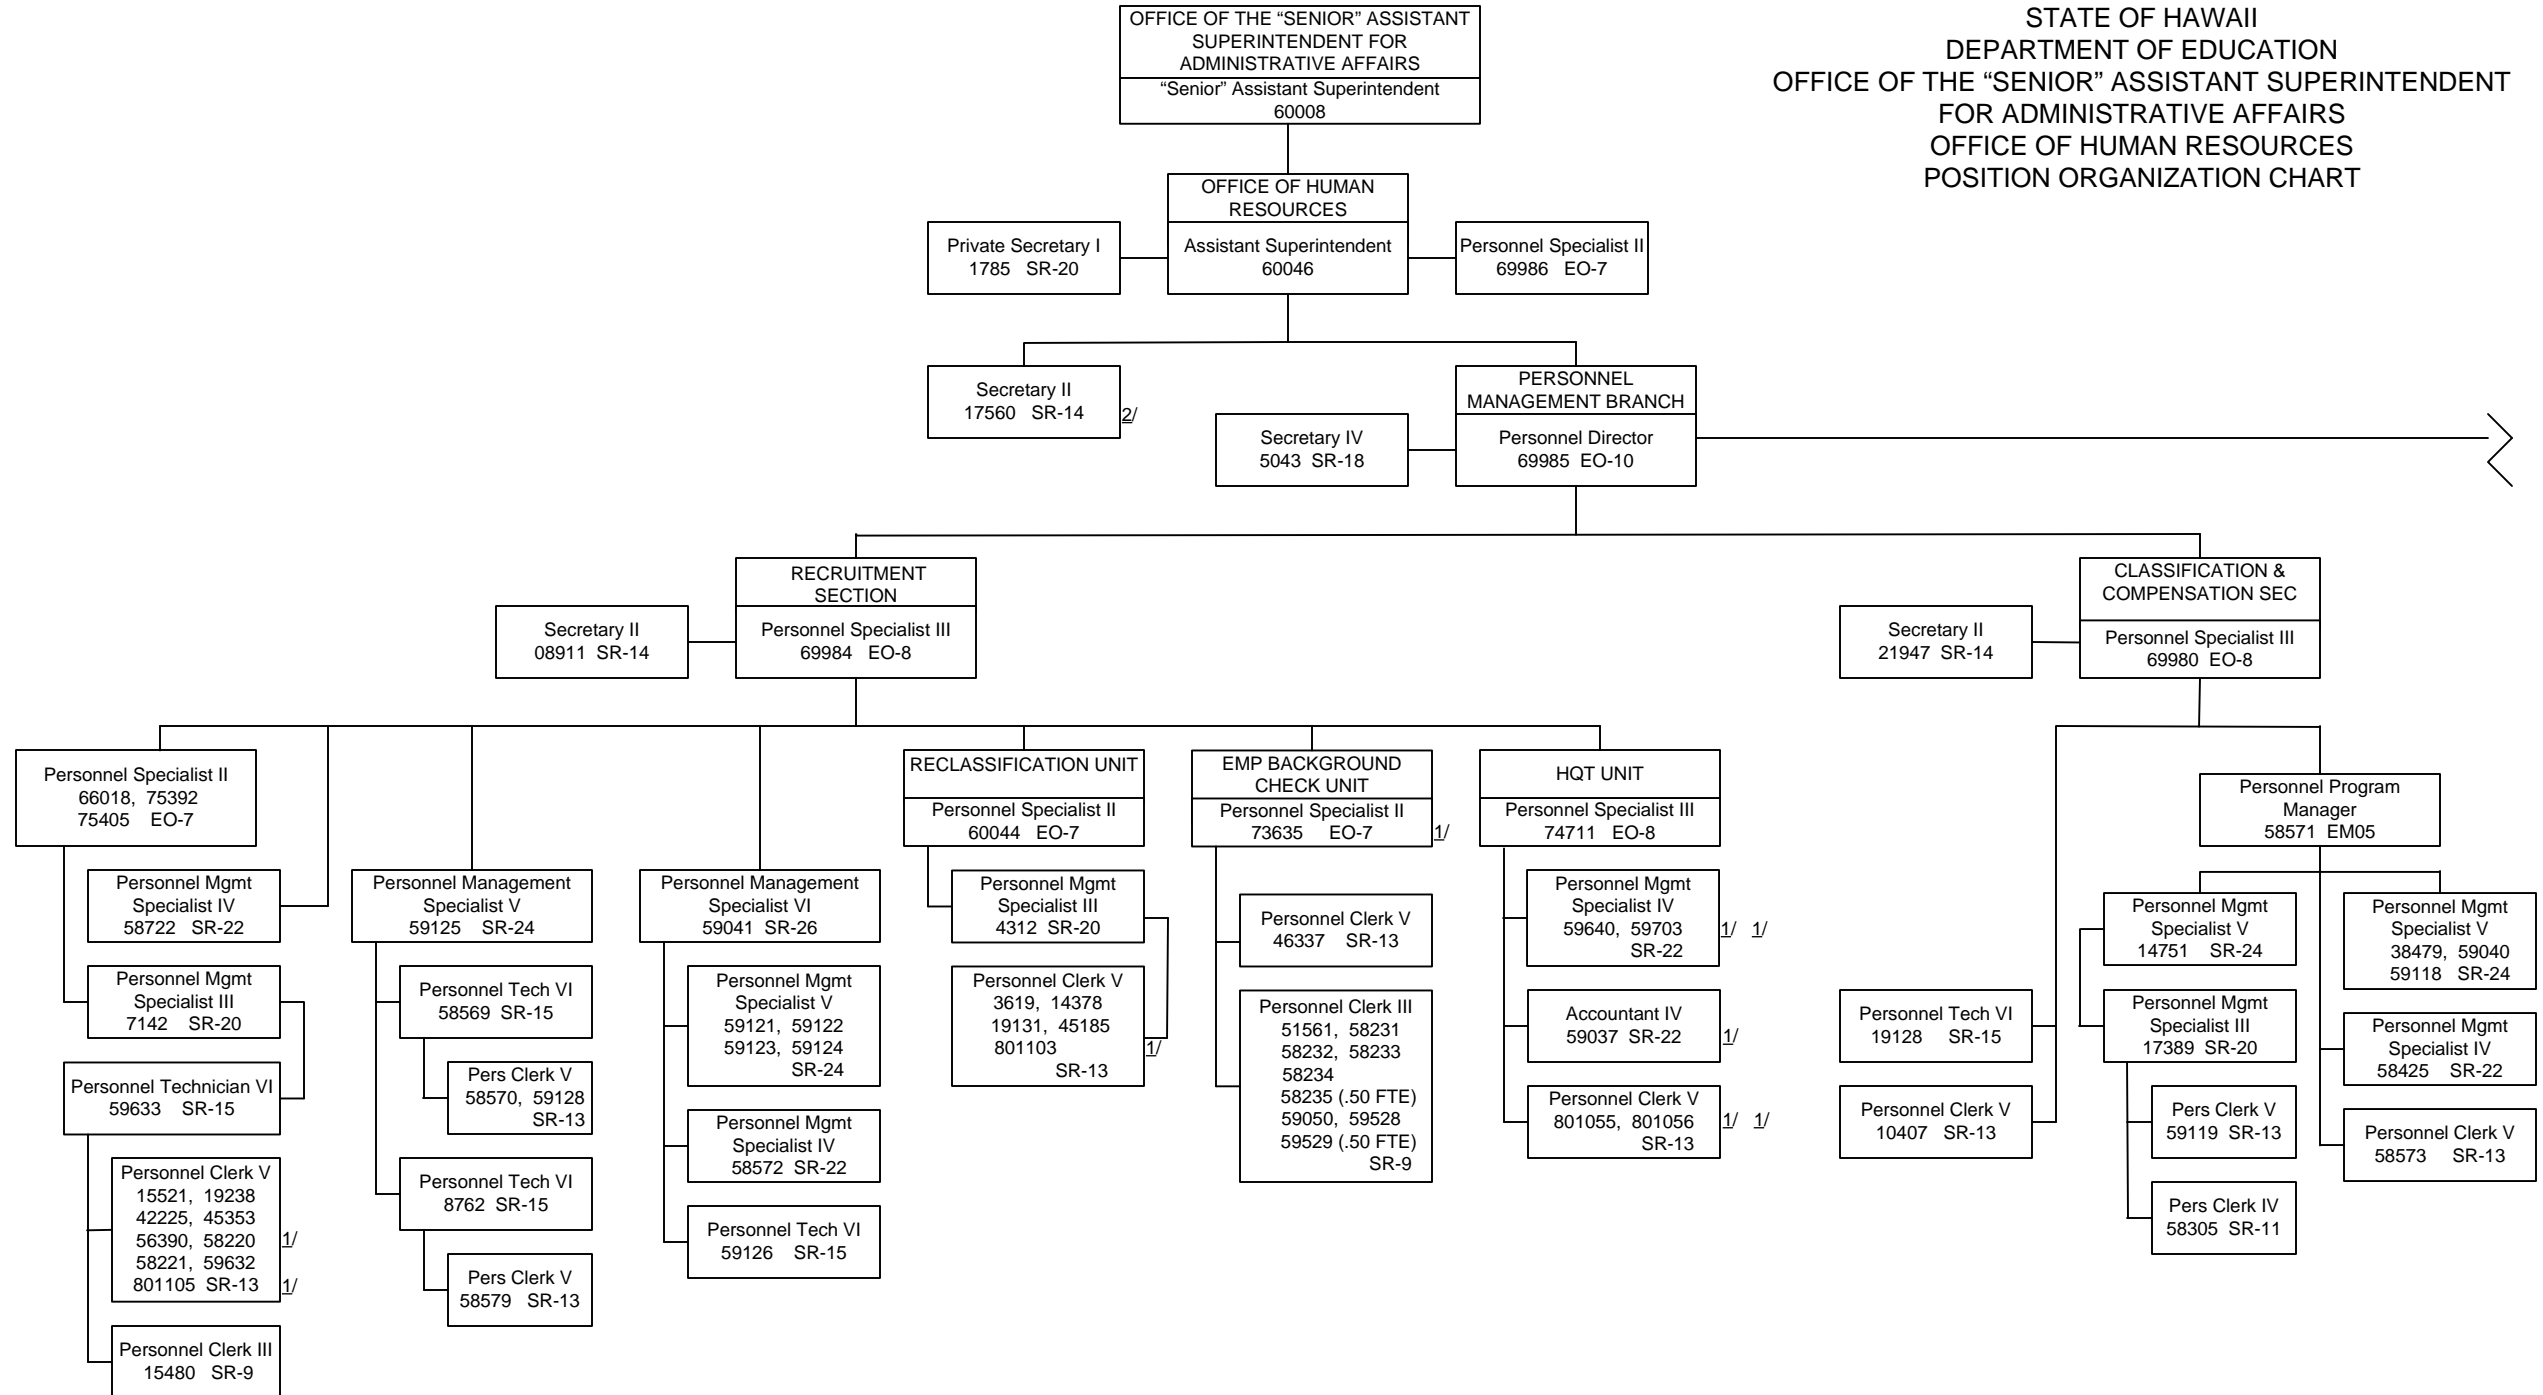 OFFICE OF THE “SENIOR” ASSISTANT
SUPERINTENDENT FOR
ADMINISTRATIVE AFFAIRS
“Senior” Assistant Superintendent
60008
STATE OF HAWAII
DEPARTMENT OF EDUCATION
OFFICE OF THE “SENIOR” ASSISTANT SUPERINTENDENT
FOR ADMINISTRATIVE AFFAIRS
OFFICE OF HUMAN RESOURCES
POSITION ORGANIZATION CHART
OFFICE OF HUMAN
RESOURCES
Assistant Superintendent
60046
Private Secretary I
1785 SR-20
Personnel Specialist II
69986 EO-7
Secretary II
17560 SR-14
2/
PERSONNEL
MANAGEMENT BRANCH
Personnel Director
69985 EO-10
Secretary IV
5043 SR-18
RECRUITMENT
SECTION
Personnel Specialist III
69984 EO-8
Secretary II
08911 SR-14
CLASSIFICATION &
COMPENSATION SEC
Personnel Specialist III
69980 EO-8
Secretary II
21947 SR-14
Personnel Specialist II
66018, 75392
75405 EO-7
Personnel Mgmt
Specialist IV
58722 SR-22
Personnel Mgmt
Specialist III
7142 SR-20
Personnel Technician VI
59633 SR-15
Personnel Clerk V
15521, 19238
42225, 45353
56390, 58220 1/
58221, 59632
801105 SR-13 1/
Personnel Clerk III
15480 SR-9
Personnel Management
Specialist V
59125 SR-24
Personnel Tech VI
58569 SR-15
Pers Clerk V
58570, 59128
SR-13
Personnel Tech VI
8762 SR-15
Pers Clerk V
58579 SR-13
Personnel Management
Specialist VI
59041 SR-26
Personnel Mgmt
Specialist V
59121, 59122
59123, 59124
SR-24
Personnel Mgmt
Specialist IV
58572 SR-22
Personnel Tech VI
59126 SR-15
RECLASSIFICATION UNIT
Personnel Specialist II
60044 EO-7
Personnel Mgmt
Specialist III
4312 SR-20
Personnel Clerk V
3619, 14378
19131, 45185
801103 1/
SR-13
EMP BACKGROUND
CHECK UNIT
Personnel Specialist II
73635 EO-7 1/
Personnel Clerk V
46337 SR-13
Personnel Clerk III
51561, 58231
58232, 58233
58234
58235 (.50 FTE)
59050, 59528
59529 (.50 FTE)
SR-9
HQT UNIT
Personnel Specialist III
74711 EO-8
Personnel Mgmt
Specialist IV
59640, 59703 1/ 1/
SR-22
Accountant IV
59037 SR-22 1/
Personnel Clerk V
801055, 801056 1/ 1/
SR-13
Personnel Tech VI
19128 SR-15
Personnel Clerk V
10407 SR-13
Personnel Program
Manager
58571 EM05
Personnel Mgmt
Specialist V
14751 SR-24
Personnel Mgmt
Specialist III
17389 SR-20
Pers Clerk V
59119 SR-13
Pers Clerk IV
58305 SR-11
Personnel Mgmt
Specialist V
38479, 59040
59118 SR-24
Personnel Mgmt
Specialist IV
58425 SR-22
Personnel Clerk V
58573 SR-13